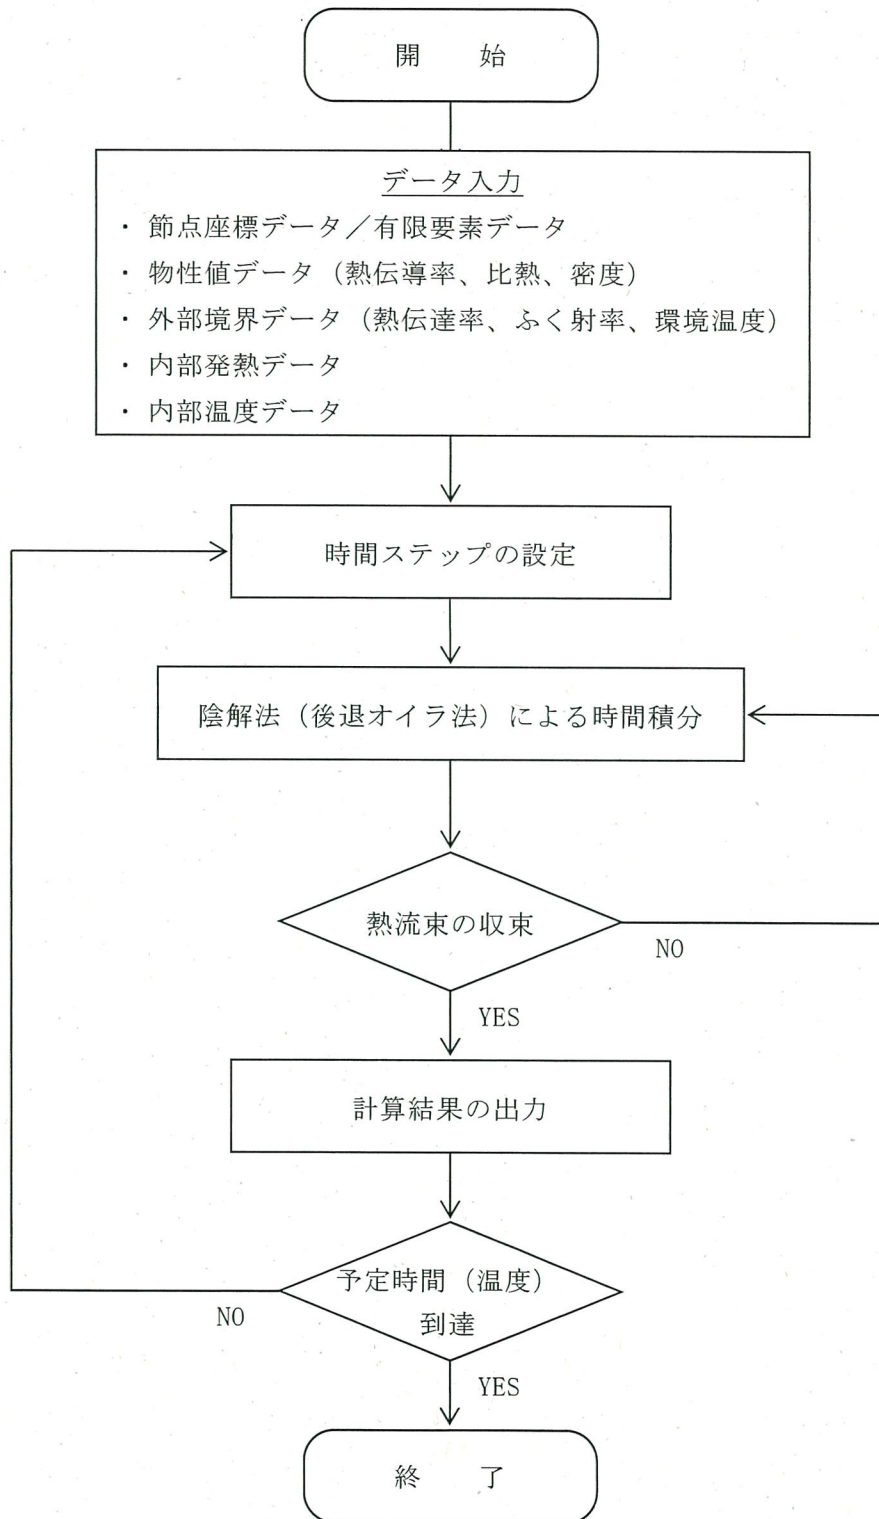 開　　始
データ入力
・ 節点座標データ／有限要素データ
・ 物性値データ（熱伝導率、比熱、密度）
・ 外部境界データ（熱伝達率、ふく射率、環境温度）
・ 内部発熱データ
・ 内部温度データ
時間ステップの設定
陰解法（後退オイラ法）による時間積分
熱流束の収束
NO
YES
計算結果の出力
予定時間（温度）
到達
NO
YES
終　　了